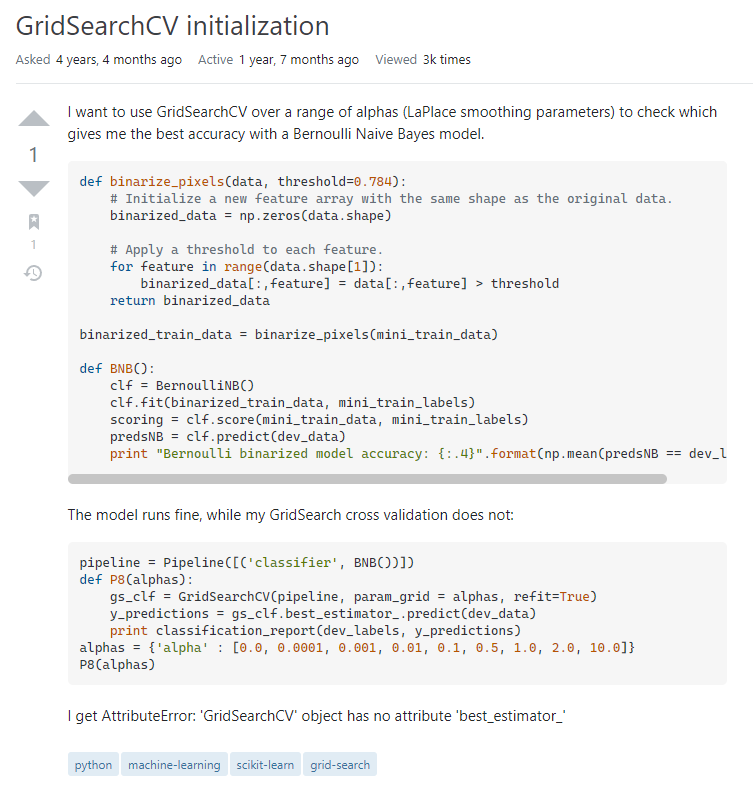 GridSearchCV initialization
Asked 4 years, 4 months ago Active 1 year, 7 months ago Viewed 3k times
I want to use GridSearchCV over a range of alphas (LaPlace smoothing parameters) to check which
gives me the best accuracy with a Bernoulli Naive Bayes model.
1
1
def binarize_pixels(data, threshold=0.784):
    # Initialize a new feature array with the same shape as the original data.
    binarized_data = np.zeros(data.shape)
    # Apply a threshold to each feature.
    for feature in range(data.shape[1]):
        binarized_data[:,feature] = data[:,feature] > threshold
    return binarized_data
binarized_train_data = binarize_pixels(mini_train_data)
def BNB():
    clf = BernoulliNB()
    clf.fit(binarized_train_data, mini_train_labels)
    scoring = clf.score(mini_train_data, mini_train_labels)
    predsNB = clf.predict(dev_data)
    print "Bernoulli binarized model accuracy: {:.4}".format(np.mean(predsNB == dev_l
The model runs fine, while my GridSearch cross validation does not:
pipeline = Pipeline([('classifier', BNB())])
def P8(alphas):
    gs_clf = GridSearchCV(pipeline, param_grid = alphas, refit=True)
    y_predictions = gs_clf.best_estimator_.predict(dev_data)
    print classification_report(dev_labels, y_predictions)
alphas = {'alpha' : [0.0, 0.0001, 0.001, 0.01, 0.1, 0.5, 1.0, 2.0, 10.0]}
P8(alphas)
I get AttributeError: 'GridSearchCV' object has no attribute 'best_estimator_'
python machine-learning scikit-learn grid-search